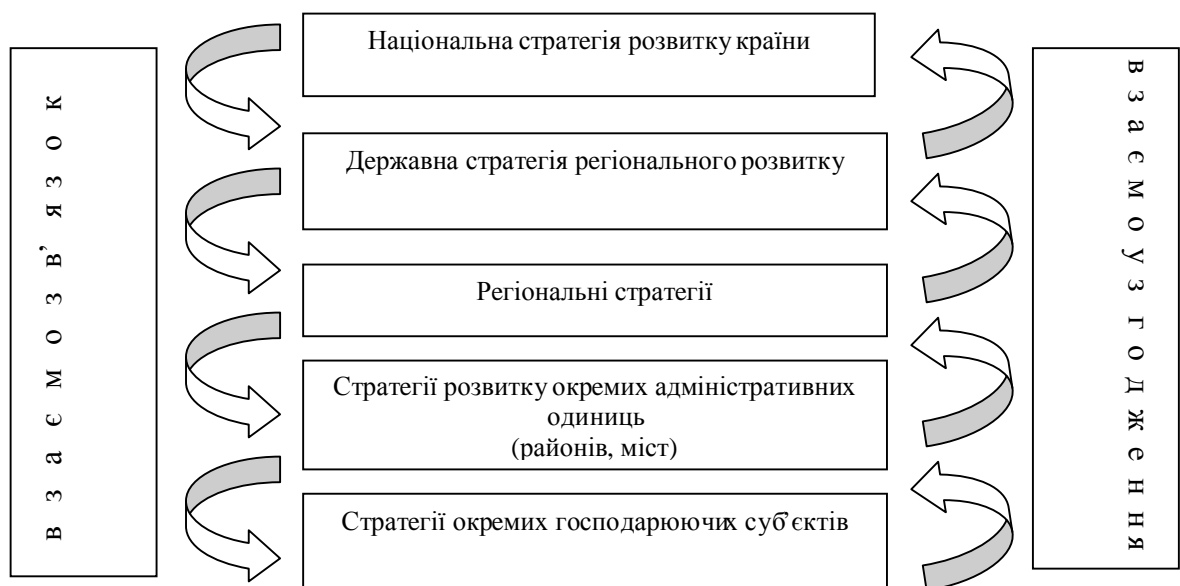 взаємозв’язок
Національна стратегія розвитку країни
Державна стратегія регіонального розвитку
Регіональні стратегії
Стратегії розвитку окремих адміністративних
одиниць
(районів, міст)
Стратегії окремих господарюючих суб’єктів
взаємоузгодження